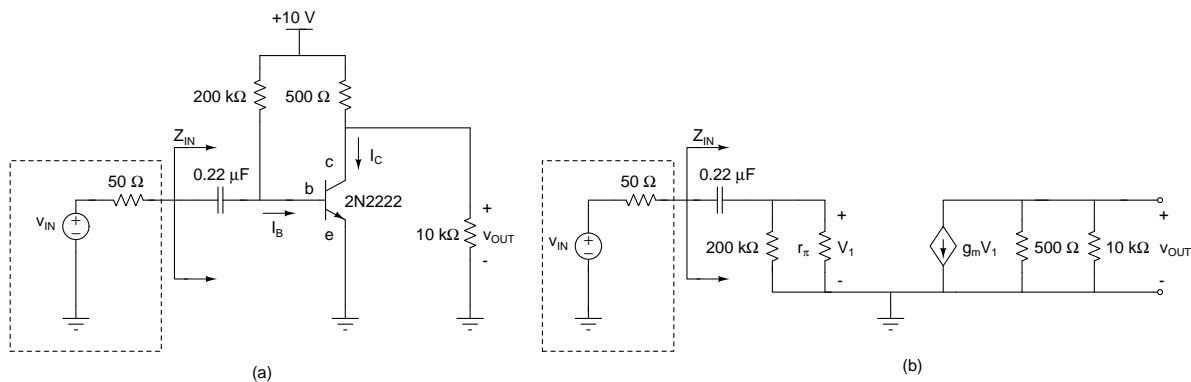 +10 V
200 kΩ
500 Ω
Z_IN
I_C
c
50 Ω
0.22 μF
b
2N2222
v_IN
I_B
e
10 kΩ
+
v_OUT
-
(a)
Z_IN
50 Ω
0.22 μF
v_IN
200 kΩ
r_π
+
V_1
-
g_mV_1
500 Ω
10 kΩ
+
v_OUT
-
(b)